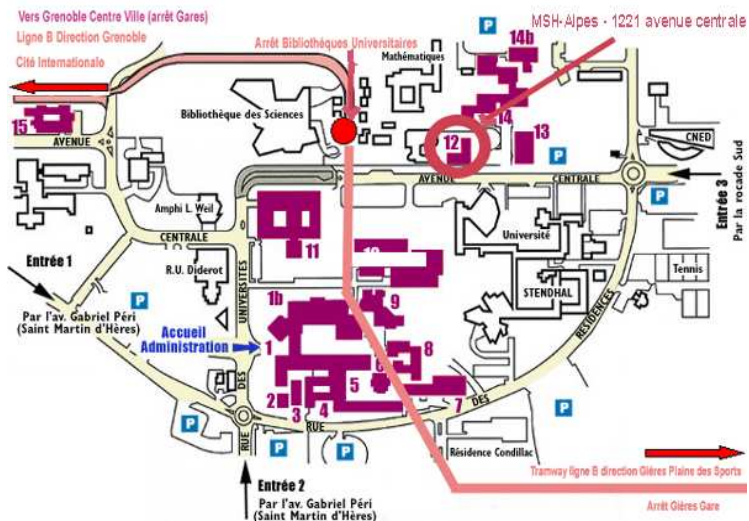 Vers Grenoble Centre Ville (arrêt Gares)
Ligne B Direction Grenoble
Cité Internationale
Arrêt Bibliothèques Universitaires
MSH-Alpes - 1221 avenue centrale
P
14b
Mathématiques
Bibliothèque des Sciences
15
14
12
13
P
CNED
AVENUE
AVENUE
CENTRALE
Entrée 3
Par la rocade Sud
P
Amphi L. Weil
CENTRALE
11
Université
STENDHAL
Tennis
P
Entrée 1
Par l'av. Gabriel Péri
(Saint Martin d'Hères)
R.U. Diderot
P
1b
9
Accueil
Administration
1
8
6
5
7
2
3
4
RUE
DES
UNIVERSITES
RUE
DES
RÉSIDENCES
P
P
P
P
Résidence Condillac
Entrée 2
Par l'av. Gabriel Péri
(Saint Martin d'Hères)
Tramway ligne B direction Gières Plaine des Sports
Arrêt Gières Gare